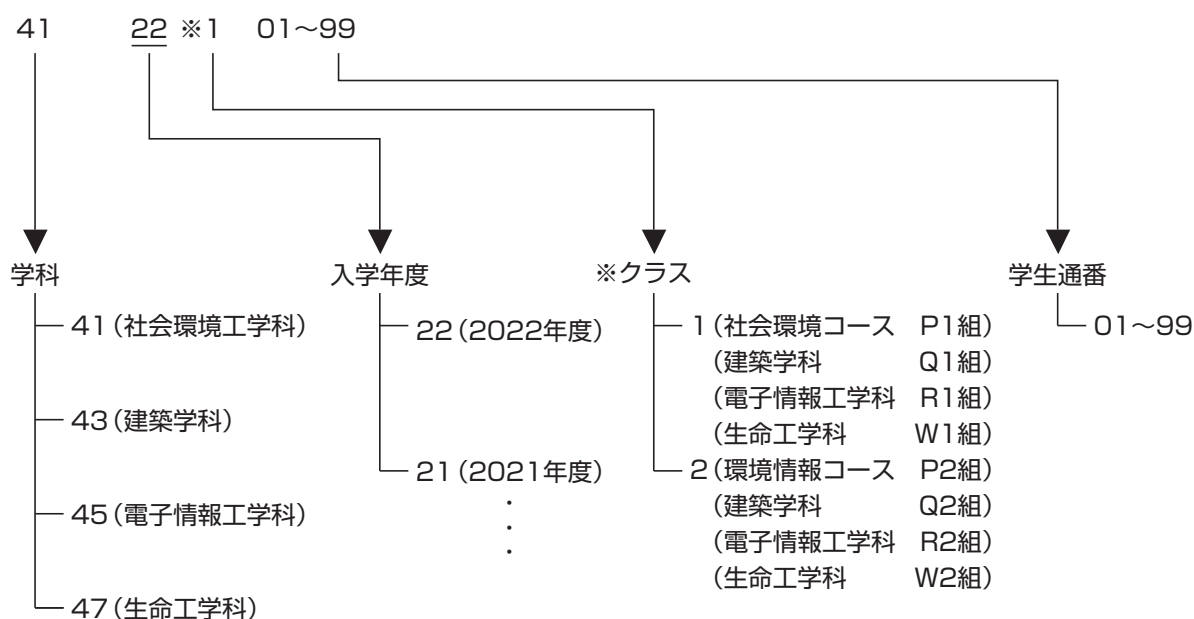 41 22 ※1 01～99
学科
41（社会環境工学科）
43（建築学科）
45（電子情報工学科）
47（生命工学科）
入学年度
22（2022年度）
21（2021年度）
・
・
・
※クラス
1（社会環境コース P1組）
（建築学科 Q1組）
（電子情報工学科 R1組）
（生命工学科 W1組）
2（環境情報コース P2組）
（建築学科 Q2組）
（電子情報工学科 R2組）
（生命工学科 W2組）
学生通番
01～99